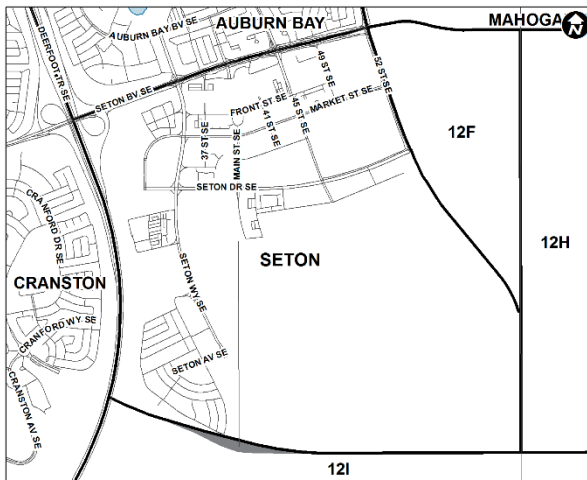 AUBURN BAY
MAHOGA
N
AUBURN BAY BV SE
DEERFOOT TR SE
SETON BV SE
49 ST SE
52 ST SE
FRONT ST SE
MARKET ST SE
45 ST SE
41 ST SE
37 ST SE
MAIN ST SE
12F
SETON DR SE
CRANFORD DR SE
12H
SETON
SETON WY SE
CRANSTON
CRANFORD WY SE
SETON AV SE
CRANSTON AV SE
12I